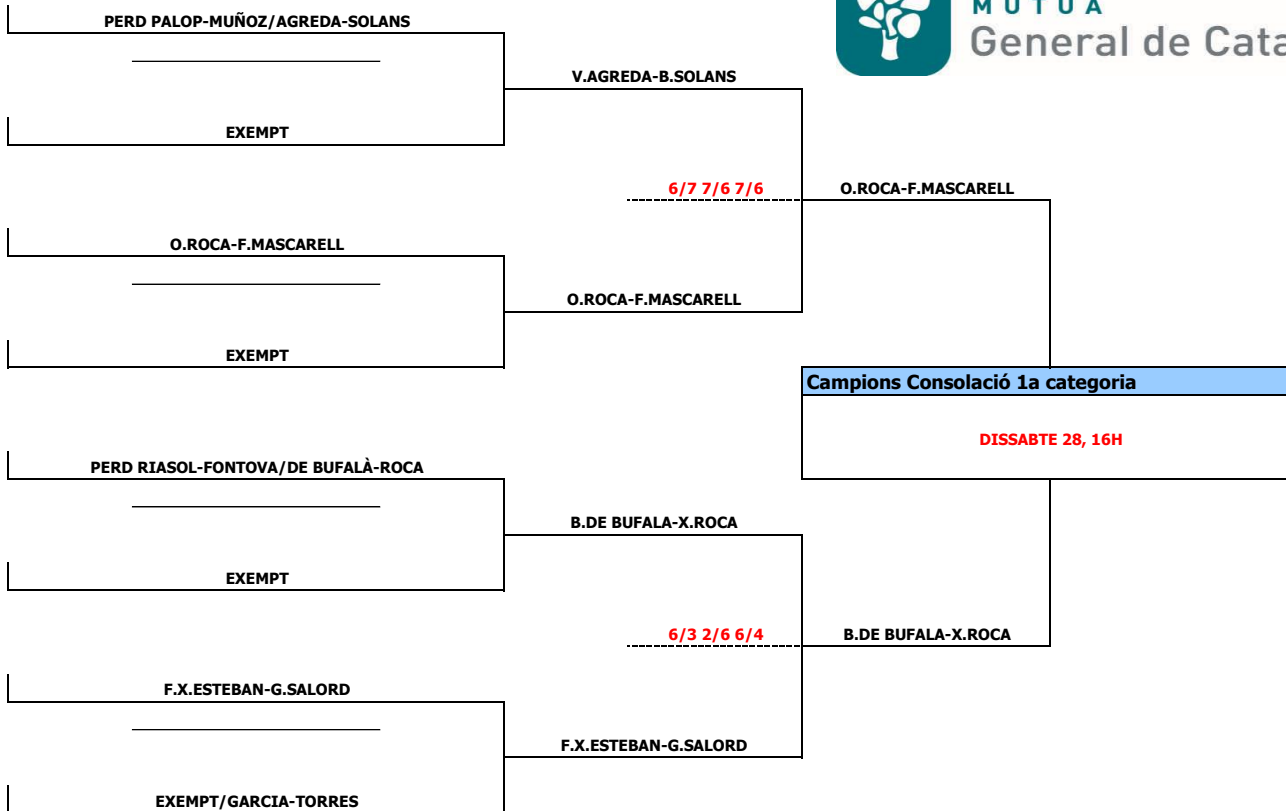 MUTUA
General de Cata
PERD PALOP-MUÑOZ/AGREDA-SOLANS
V.AGREDA-B.SOLANS
EXEMPT
6/7 7/6 7/6
O.ROCA-F.MASCARELL
O.ROCA-F.MASCARELL
O.ROCA-F.MASCARELL
EXEMPT
Campions Consolació 1a categoria
DISSABTE 28, 16H
PERD RIASOL-FONTOVA/DE BUFALÀ-ROCA
B.DE BUFALA-X.ROCA
EXEMPT
6/3 2/6 6/4
B.DE BUFALA-X.ROCA
F.X.ESTEBAN-G.SALORD
F.X.ESTEBAN-G.SALORD
EXEMPT/GARCIA-TORRES